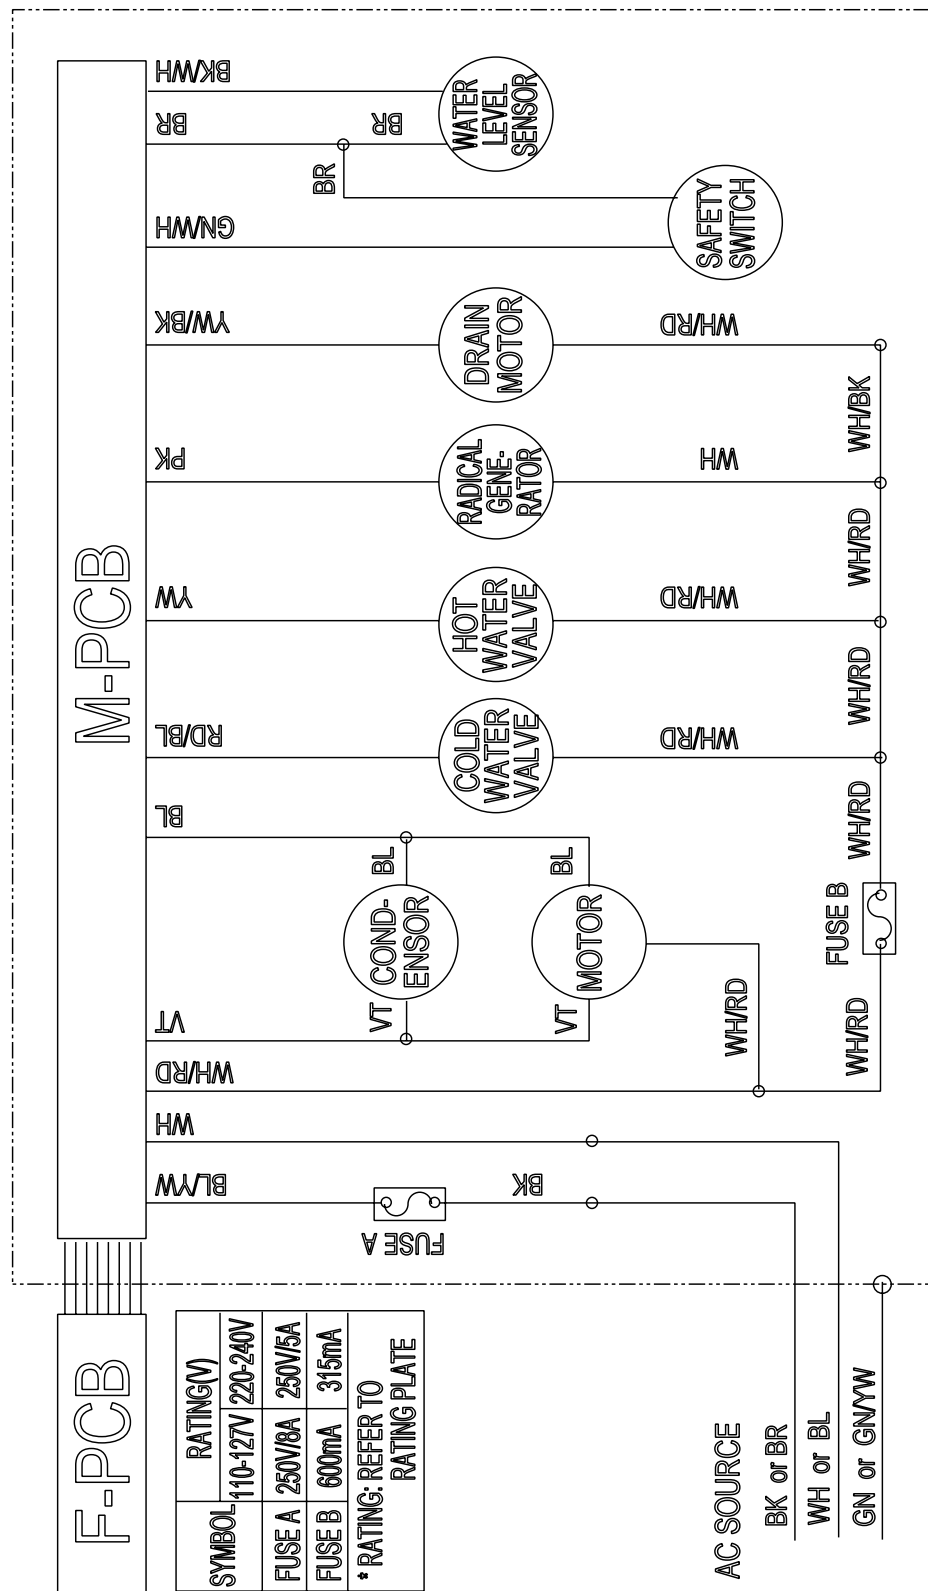 M-PCB
F-PCB
BK/WH
BR
BR
BR
GN/WH
YW/BK
PK
YW
RD/BL
BL
VT
WH/RD
WH
BL/YW
WATER
LEVEL
SENSOR
SAFETY
SWITCH
DRAIN
MOTOR
WH/RD
WH/BK
RADICAL
GENE-
RATOR
WH
WH/RD
HOT
WATER
VALVE
WH/RD
WH/RD
COLD
WATER
VALVE
WH/RD
WH/RD
BL
BL
COND-
ENSOR
MOTOR
VT
VT
FUSE B
WH/RD
WH/RD
BK
FUSE A
SYMBOL RATING(V)
110-127V 220-240V
FUSE A 250V/8A 250V/5A
FUSE B 600mA 315mA
* RATING: REFER TO
RATING PLATE
AC SOURCE
BK or BR
WH or BL
GN or GN/YW